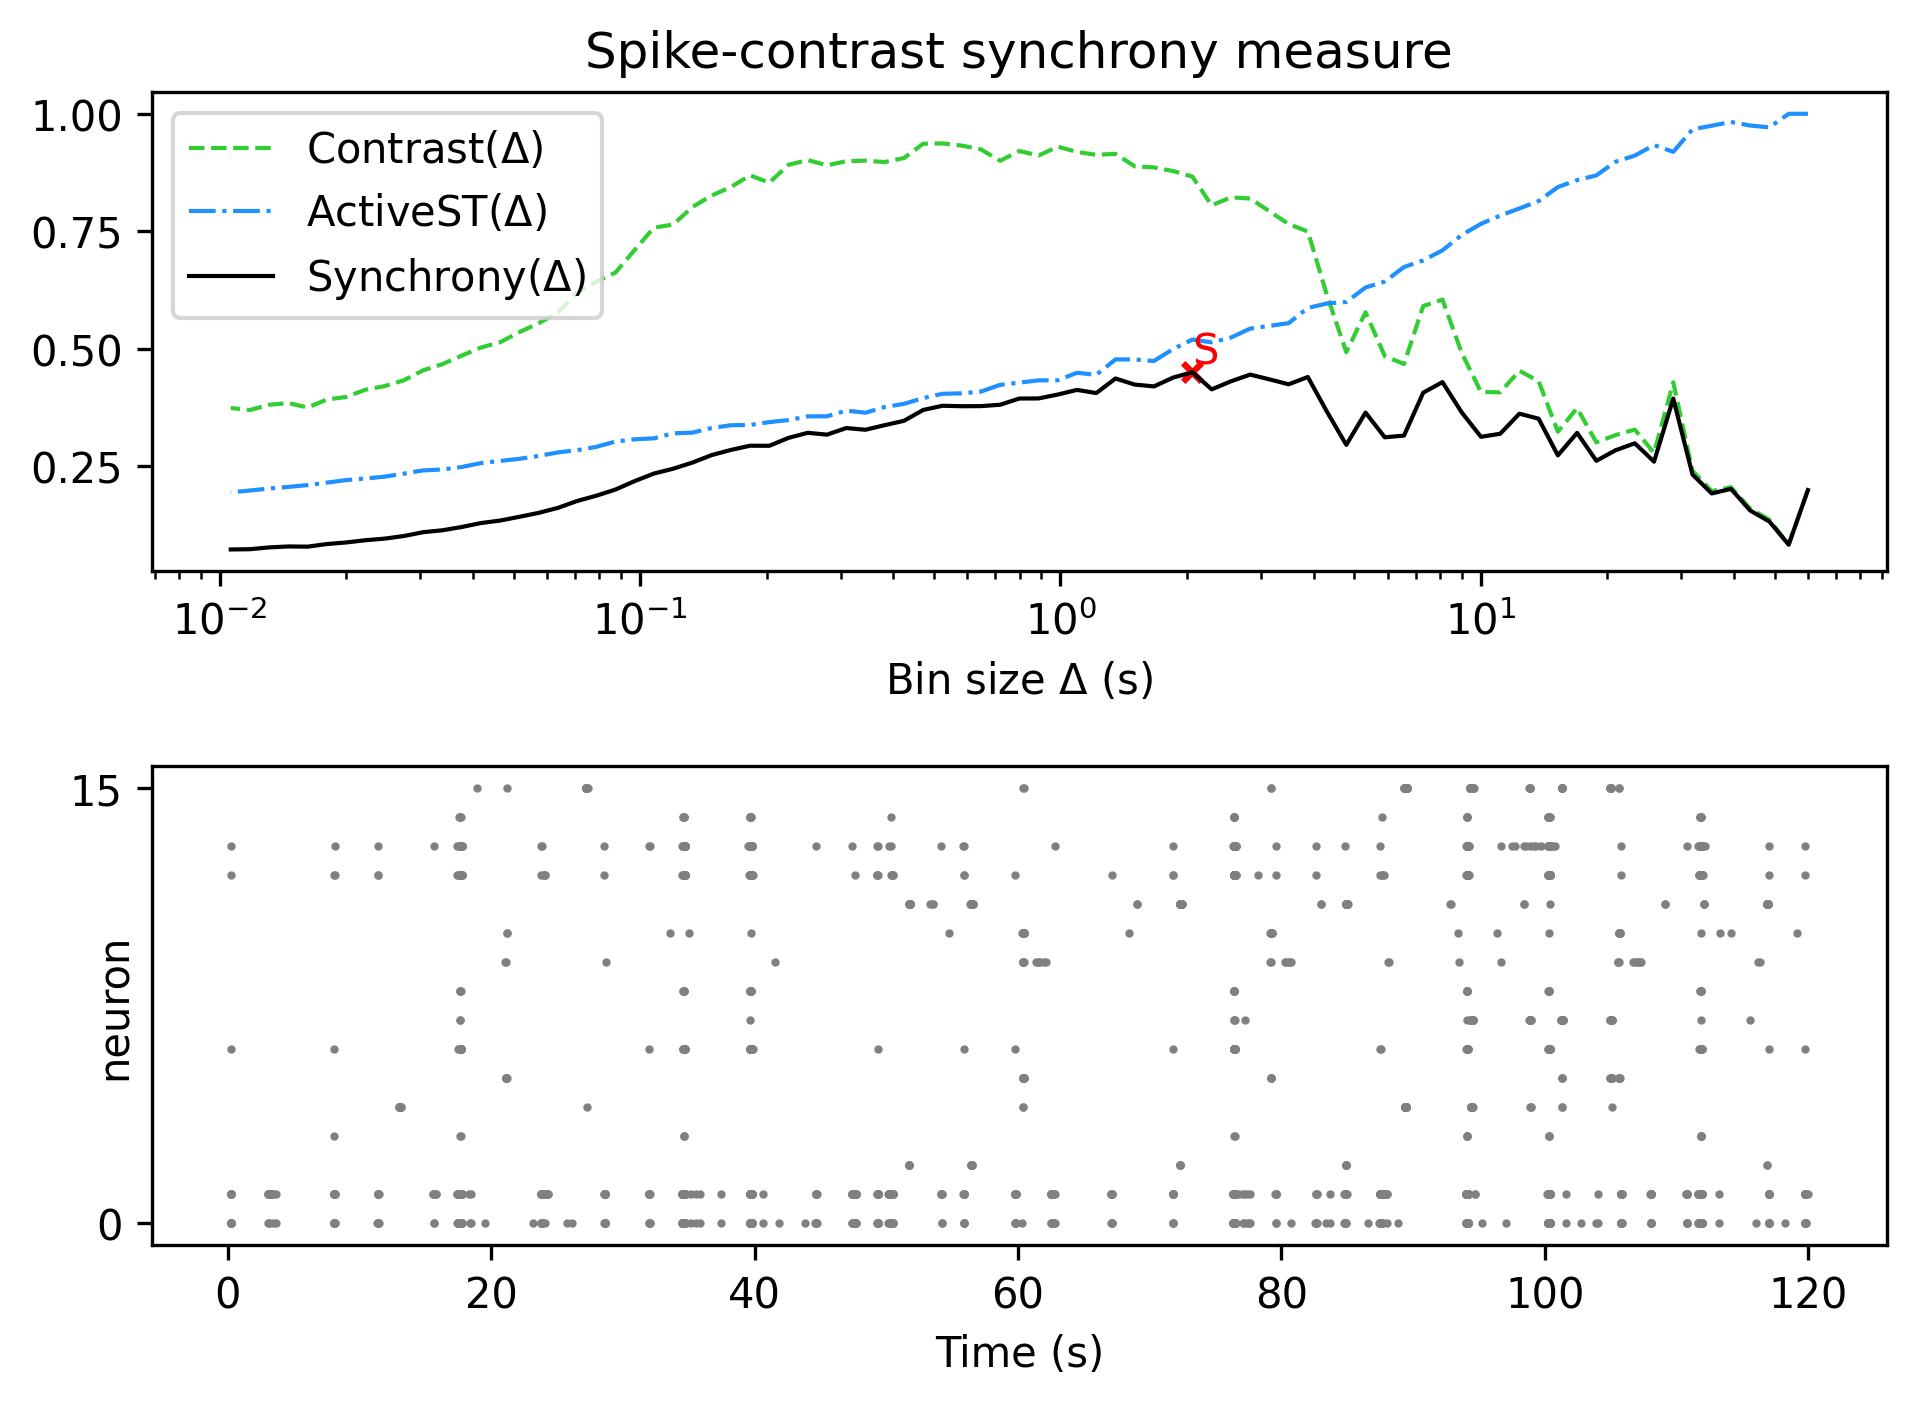 Spike-contrast synchrony measure
1.00
0.75
0.50
0.25
Contrast(Δ)
ActiveST(Δ)
Synchrony(Δ)
S
10⁻² 10⁻¹ 10⁰ 10¹
Bin size Δ (s)
15
0
neuron
0 20 40 60 80 100 120
Time (s)